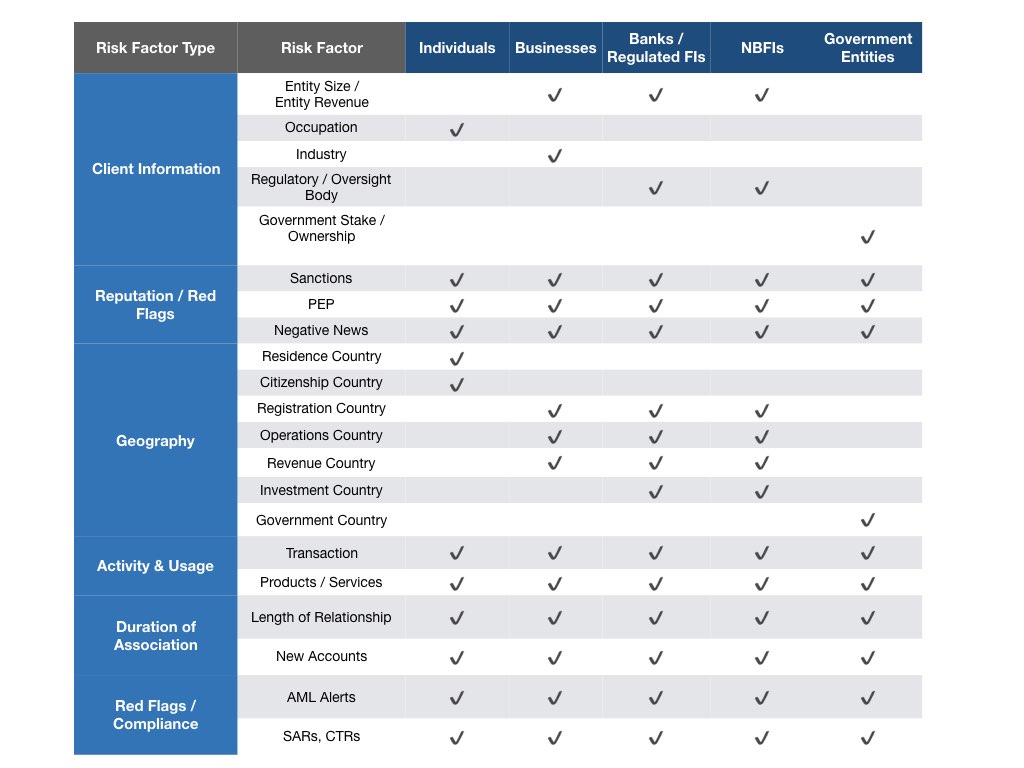 Risk Factor Type
Risk Factor
Individuals
Businesses
Banks /
Regulated FIs
NBFIs
Government
Entities
Client Information
Entity Size /
Entity Revenue
✓ ✓ ✓
Occupation
✓
Industry
✓
Regulatory / Oversight
Body
✓ ✓
Government Stake /
Ownership
✓
Reputation / Red
Flags
Sanctions
✓ ✓ ✓ ✓ ✓
PEP
✓ ✓ ✓ ✓ ✓
Negative News
✓ ✓ ✓ ✓ ✓
Geography
Residence Country
✓
Citizenship Country
✓
Registration Country
✓ ✓ ✓
Operations Country
✓ ✓ ✓
Revenue Country
✓ ✓ ✓
Investment Country
✓ ✓
Government Country
✓
Activity & Usage
Transaction
✓ ✓ ✓ ✓ ✓
Products / Services
✓ ✓ ✓ ✓ ✓
Duration of
Association
Length of Relationship
✓ ✓ ✓ ✓ ✓
New Accounts
✓ ✓ ✓ ✓ ✓
Red Flags /
Compliance
AML Alerts
✓ ✓ ✓ ✓ ✓
SARs, CTRs
✓ ✓ ✓ ✓ ✓